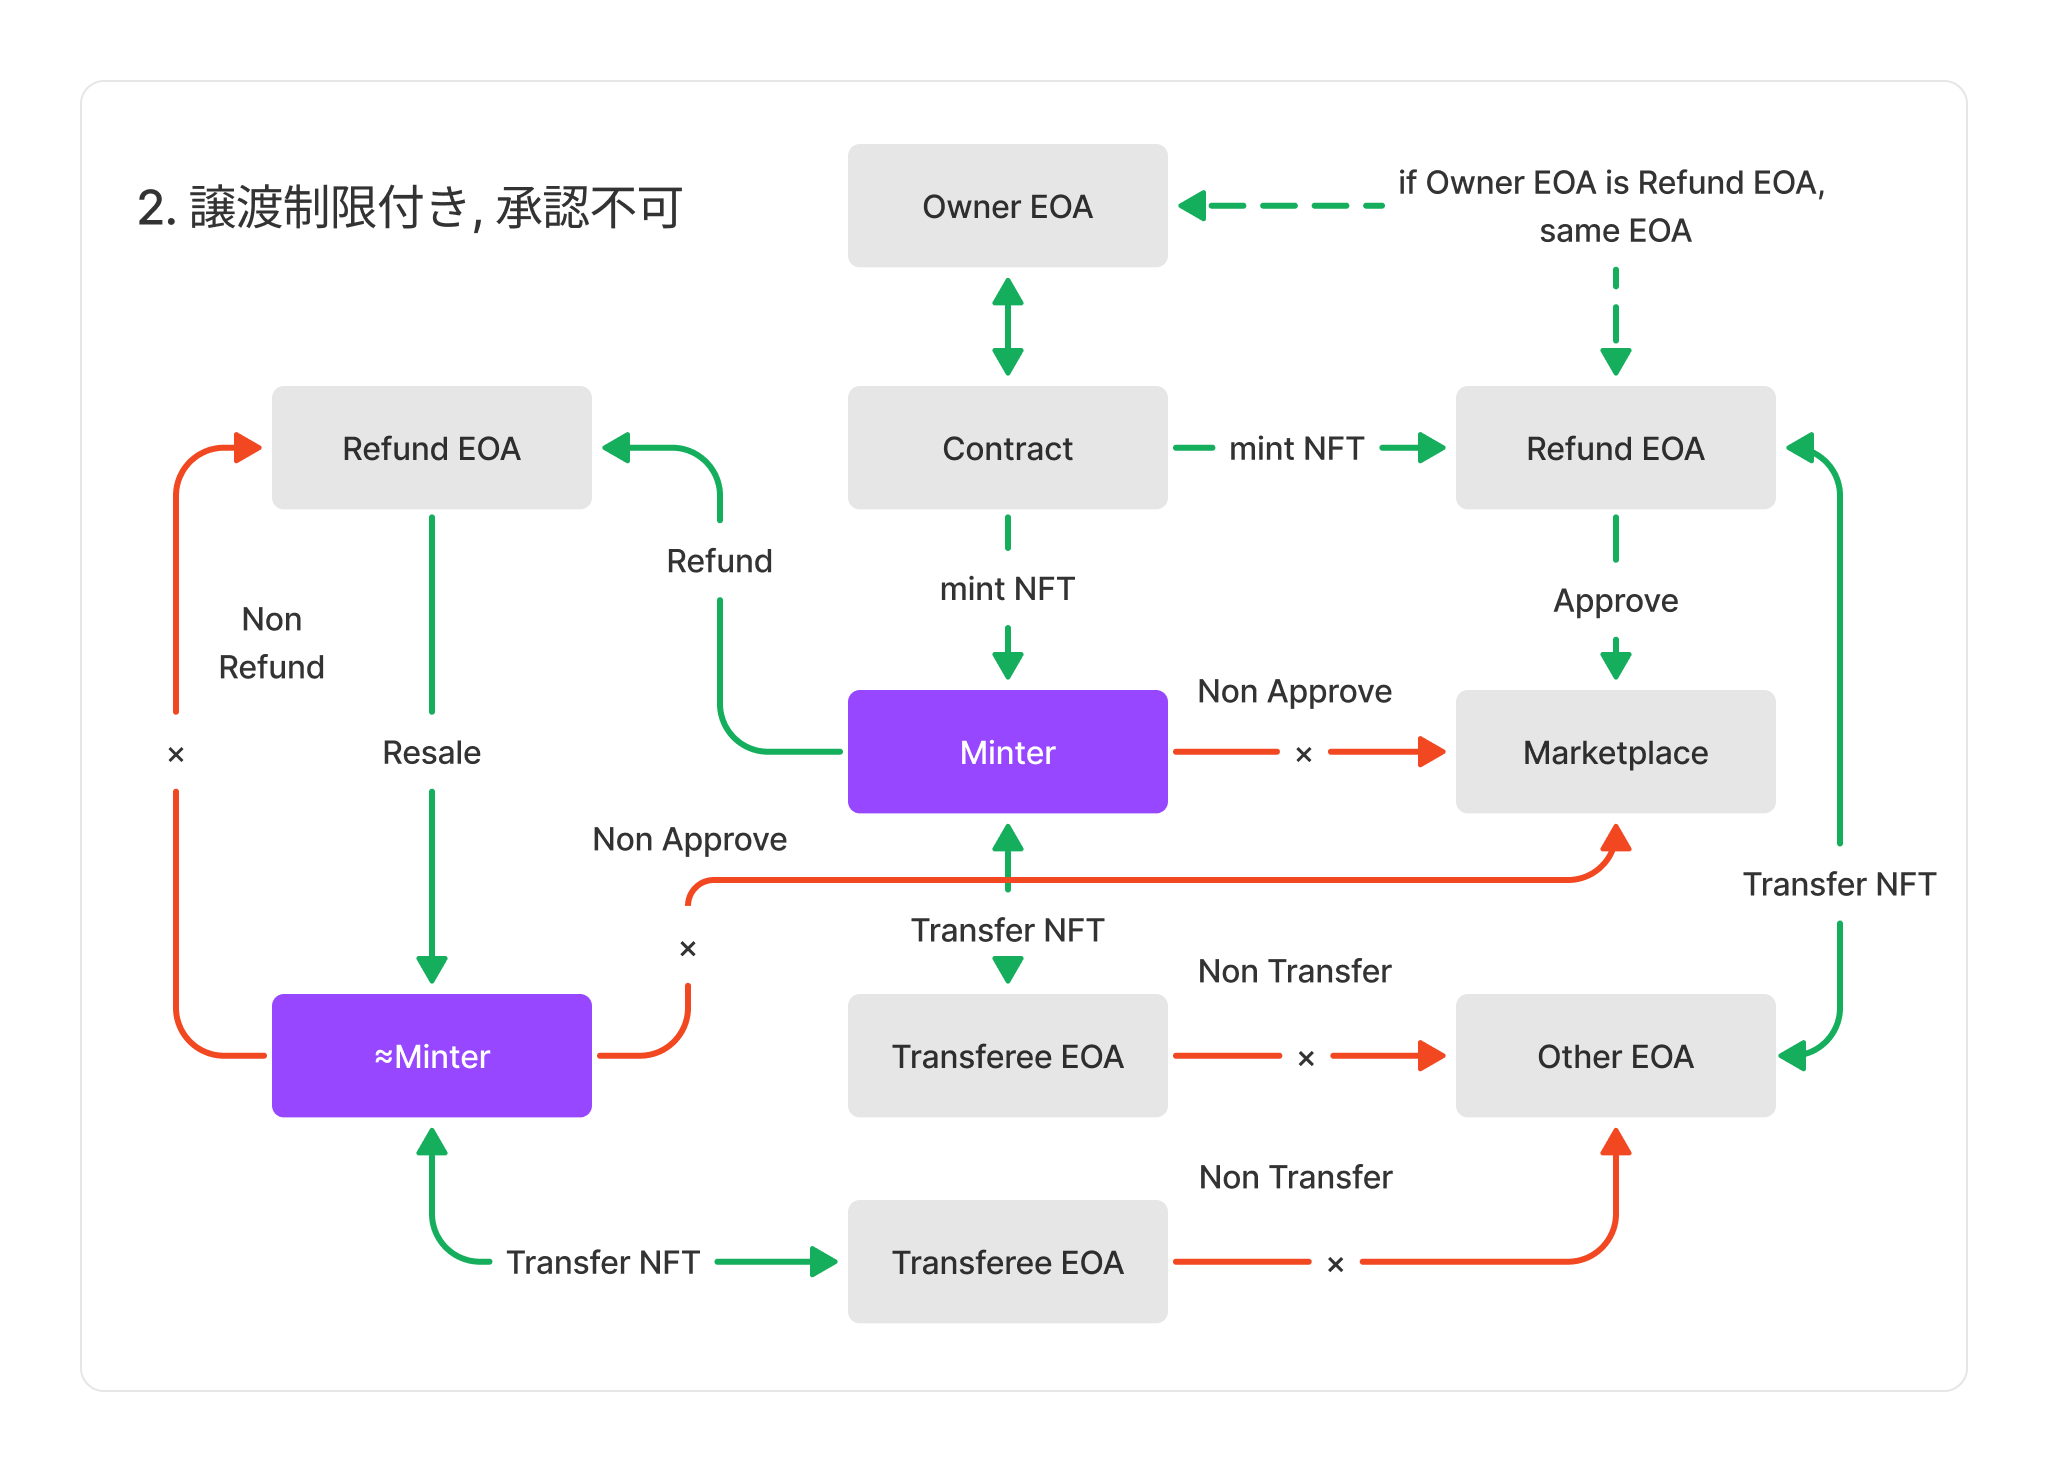 2. 譲渡制限付き, 承認不可
Owner EOA
if Owner EOA is Refund EOA,
same EOA
Refund EOA
Contract
mint NFT
Refund EOA
Refund
mint NFT
Approve
Non
Refund
Non Approve
×
Resale
Minter
×
Marketplace
Non Approve
Transfer NFT
Transfer NFT
×
Non Transfer
≈Minter
Transferee EOA
×
Other EOA
Non Transfer
Transfer NFT
Transferee EOA
×